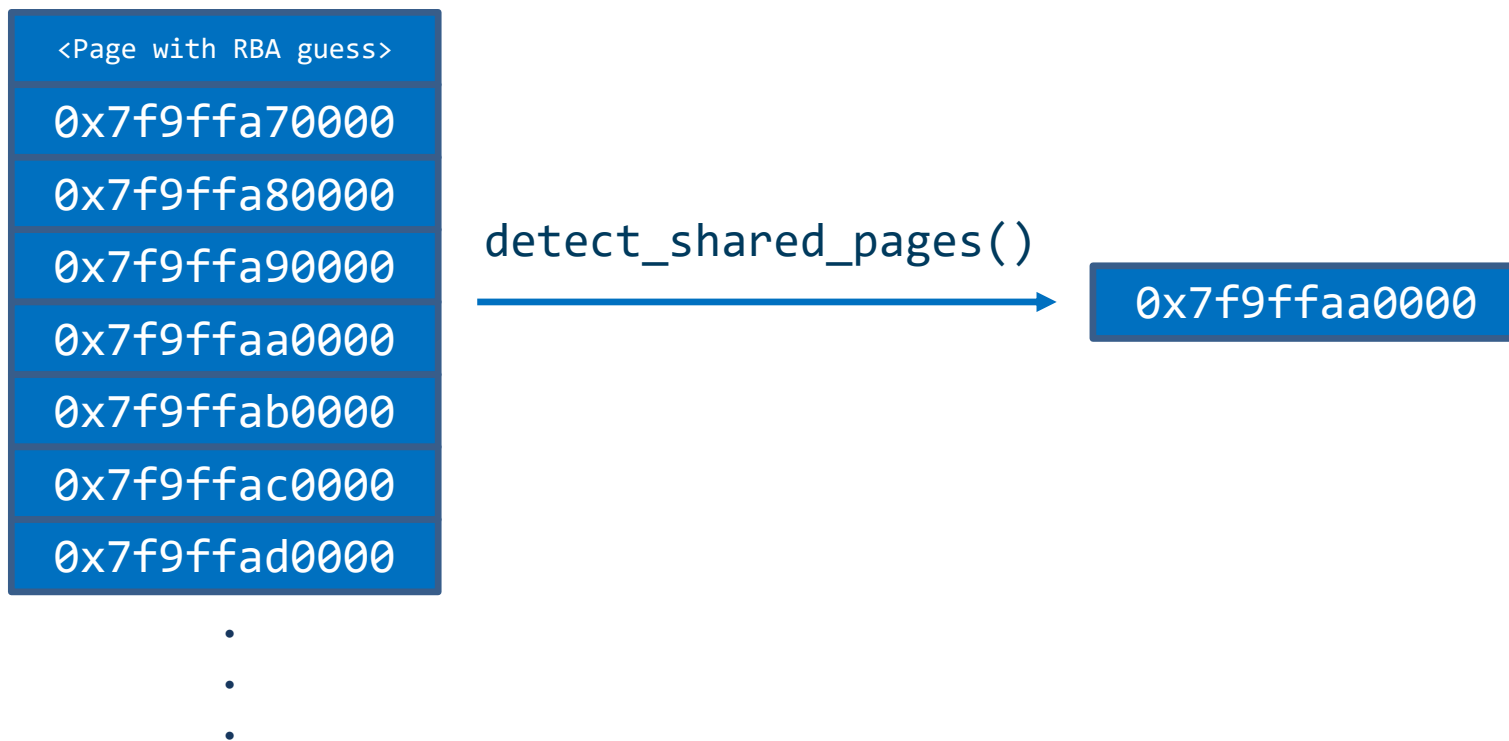 <Page with RBA guess>
0x7f9ffa70000
0x7f9ffa80000
0x7f9ffa90000
0x7f9ffaa0000
0x7f9ffab0000
0x7f9ffac0000
0x7f9ffad0000
.
.
.
detect_shared_pages()
0x7f9ffaa0000